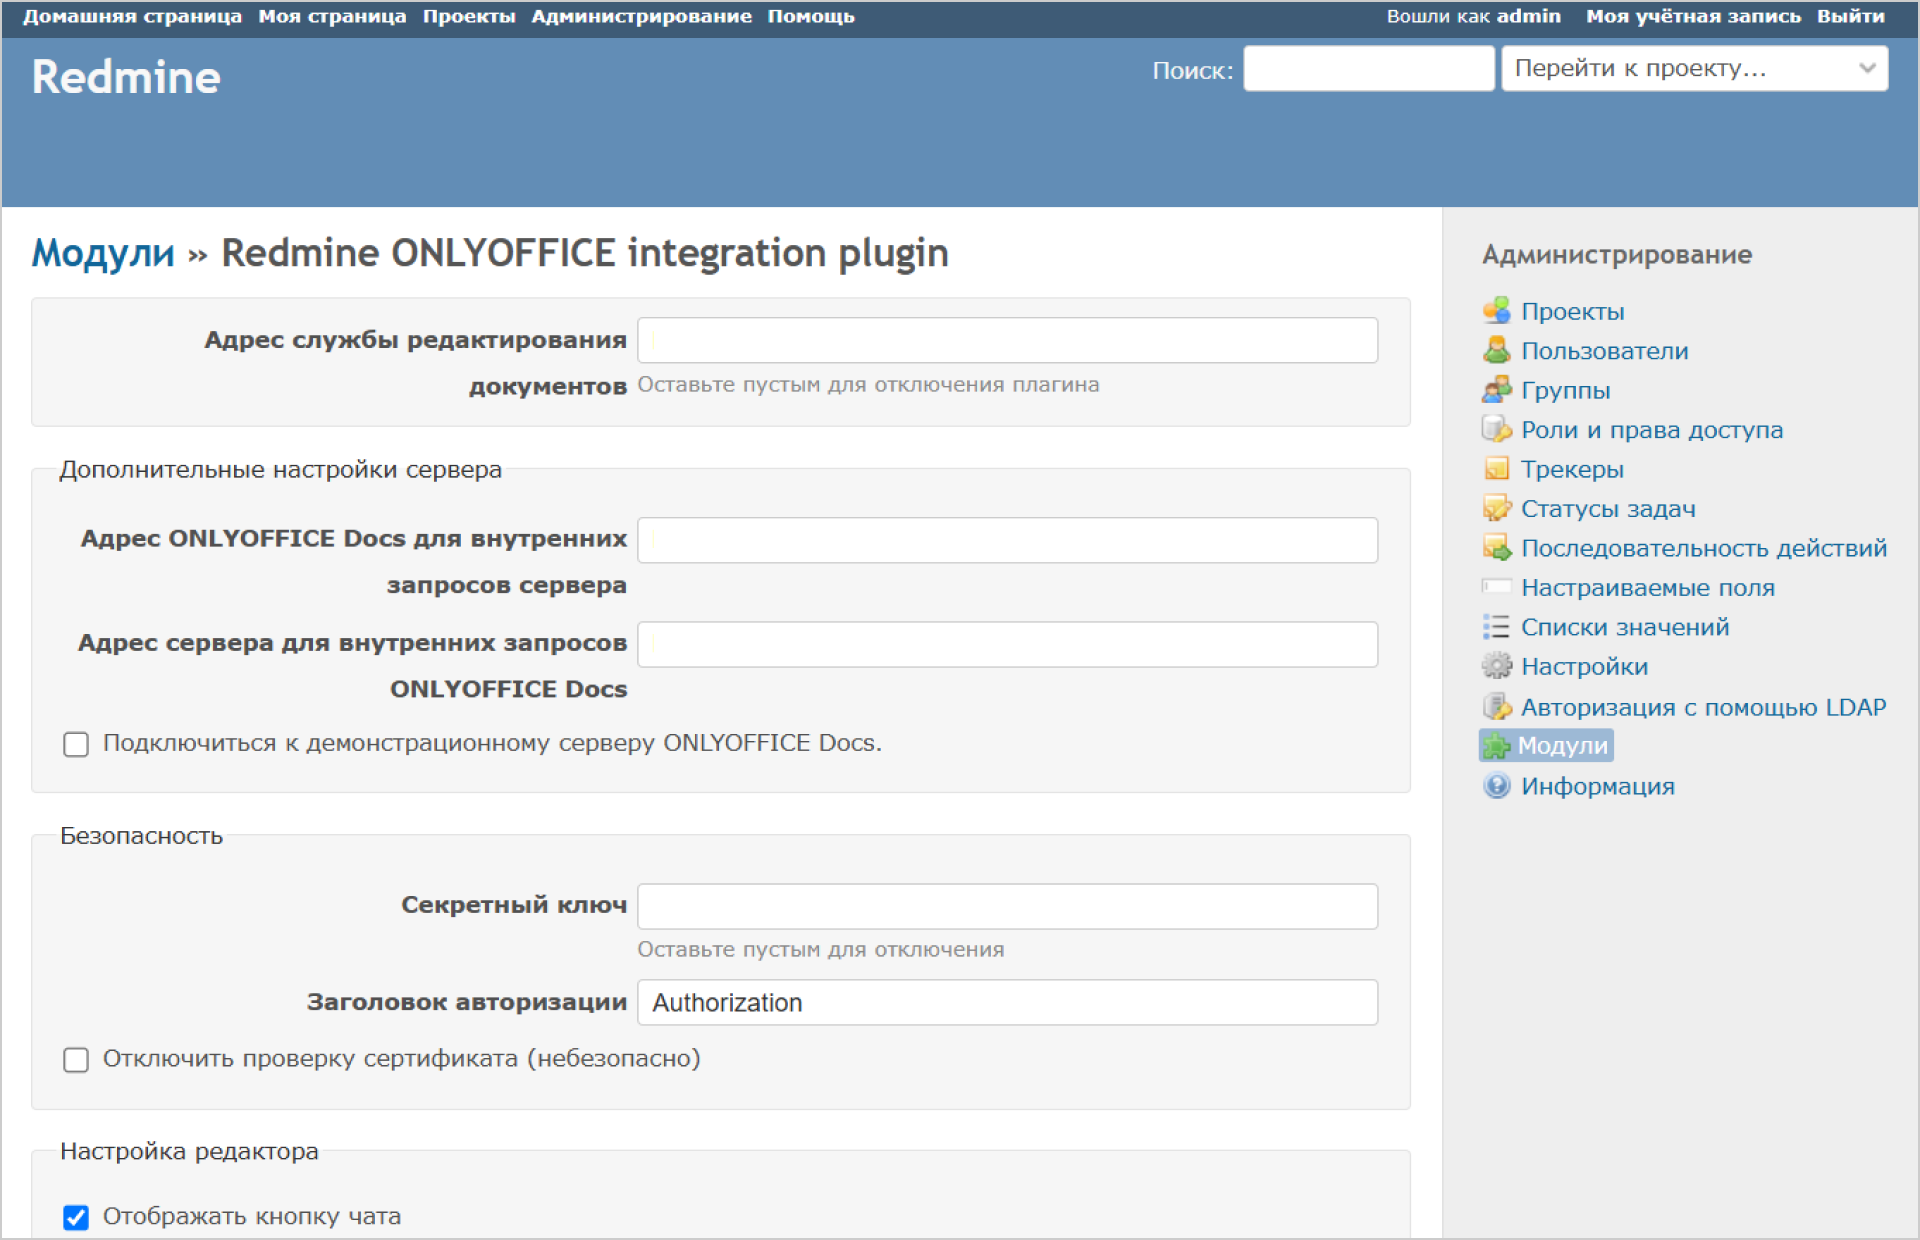 Домашняя страница Моя страница Проекты Администрирование Помощь Вошли как admin Моя учётная запись Выйти
Redmine
Поиск: Перейти к проекту...
Модули » Redmine ONLYOFFICE integration plugin
Адрес службы редактирования
документов Оставьте пустым для отключения плагина
Дополнительные настройки сервера
Адрес ONLYOFFICE Docs для внутренних
запросов сервера
Адрес сервера для внутренних запросов
ONLYOFFICE Docs
Подключиться к демонстрационному серверу ONLYOFFICE Docs.
Безопасность
Секретный ключ
Оставьте пустым для отключения
Заголовок авторизации Authorization
Отключить проверку сертификата (небезопасно)
Настройка редактора
Отображать кнопку чата
Администрирование
Проекты
Пользователи
Группы
Роли и права доступа
Трекеры
Статусы задач
Последовательность действий
Настраиваемые поля
Списки значений
Настройки
Авторизация с помощью LDAP
Модули
Информация